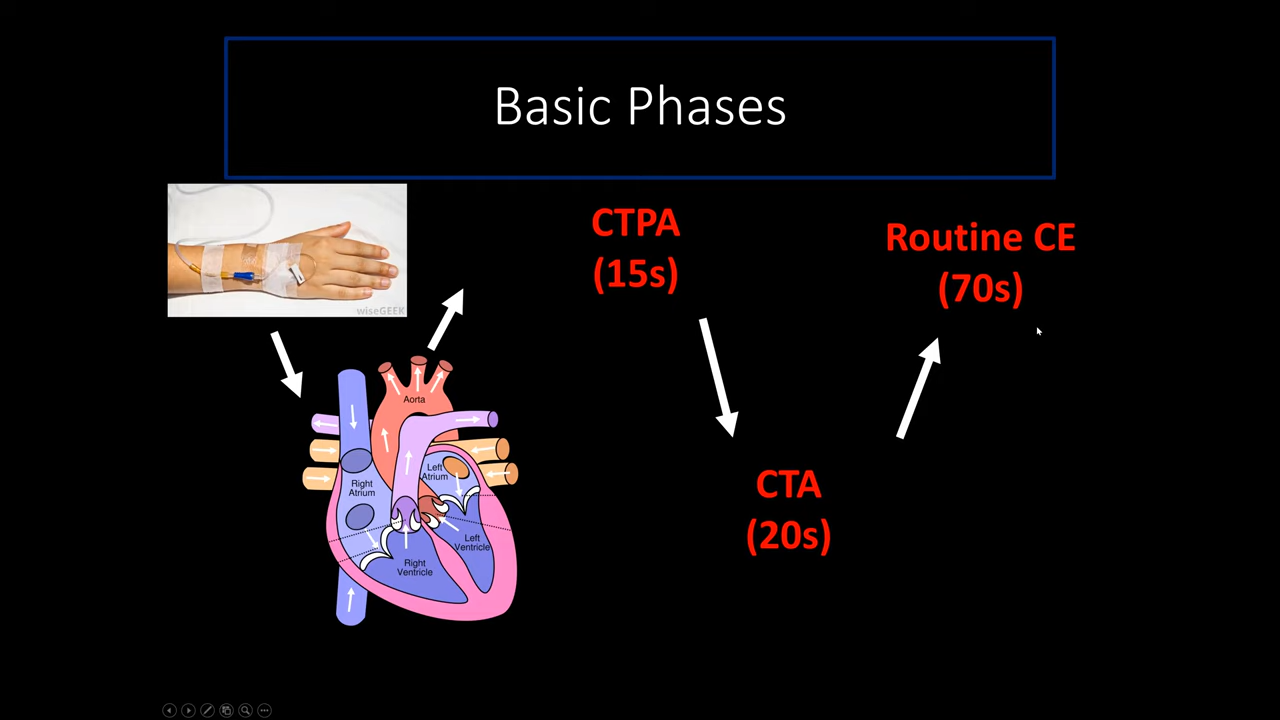 Basic Phases
wiseGEEK
CTPA
(15s)
Routine CE
(70s)
Aorta
Left
Atrium
Right
Atrium
Left
Ventricle
Right
Ventricle
CTA
(20s)